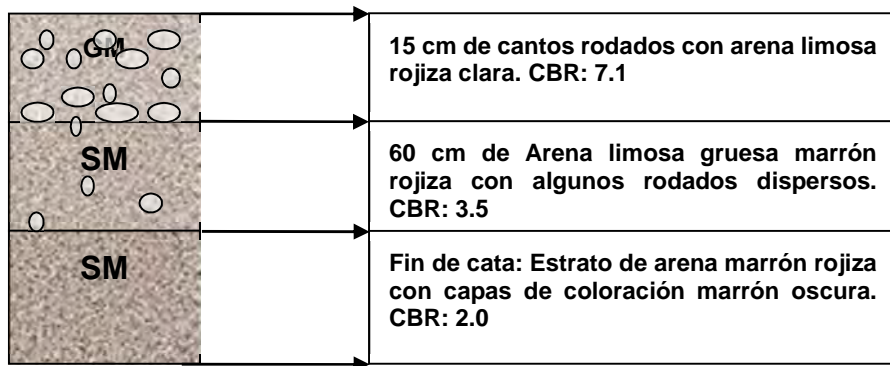 GM
15 cm de cantos rodados con arena limosa
rojiza clara. CBR: 7.1
SM
60 cm de Arena limosa gruesa marrón
rojiza con algunos rodados dispersos.
CBR: 3.5
SM
Fin de cata: Estrato de arena marrón rojiza
con capas de coloración marrón oscura.
CBR: 2.0